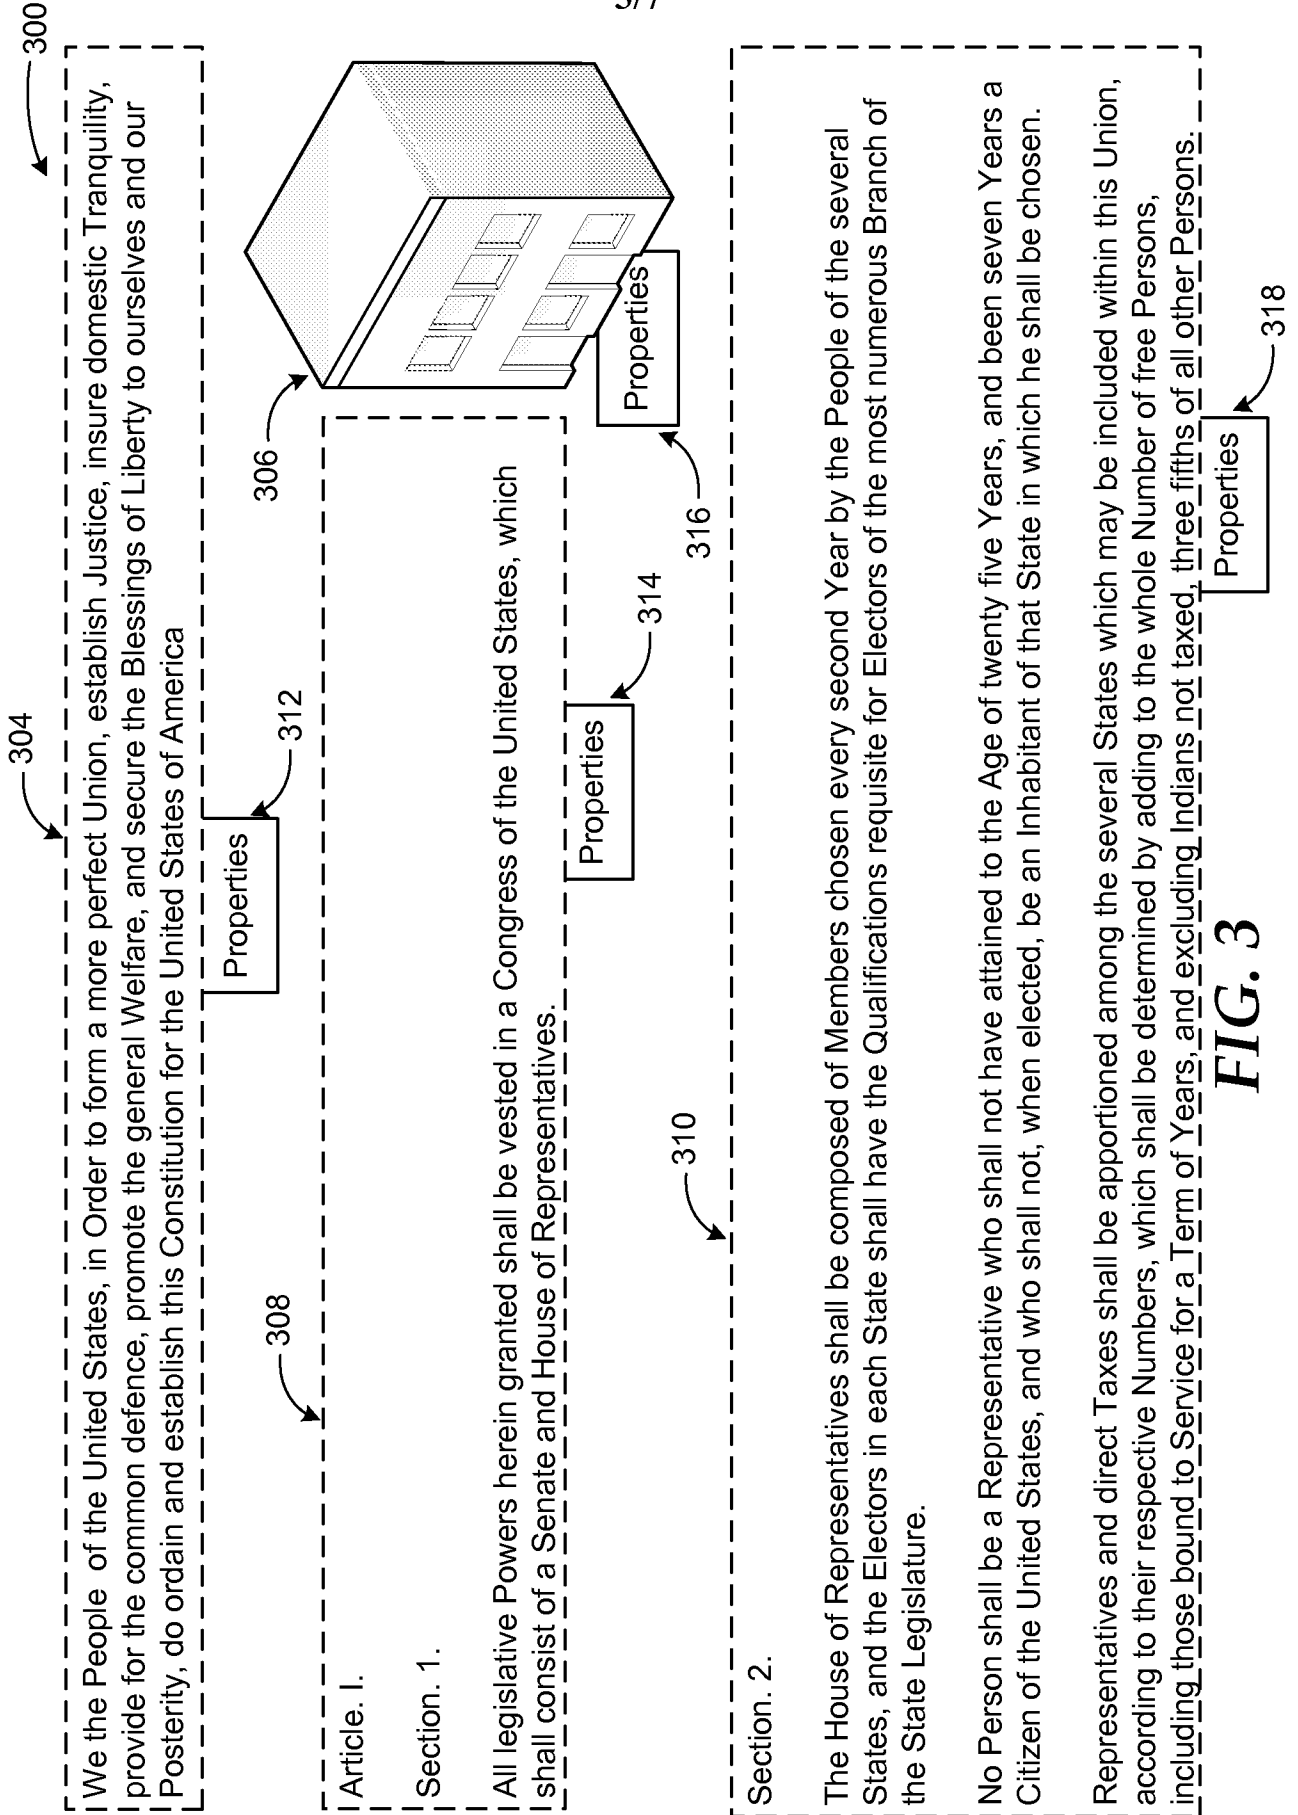 3/7
300
304
We the People of the United States, in Order to form a more perfect Union, establish Justice, insure domestic Tranquility,
provide for the common defence, promote the general Welfare, and secure the Blessings of Liberty to ourselves and our
Posterity, do ordain and establish this Constitution for the United States of America
Properties
312
306
308
Article. I.
Section. 1.
All legislative Powers herein granted shall be vested in a Congress of the United States, which
shall consist of a Senate and House of Representatives.
Properties
314
Properties
316
310
Section. 2.
The House of Representatives shall be composed of Members chosen every second Year by the People of the several
States, and the Electors in each State shall have the Qualifications requisite for Electors of the most numerous Branch of
the State Legislature.
No Person shall be a Representative who shall not have attained to the Age of twenty five Years, and been seven Years a
Citizen of the United States, and who shall not, when elected, be an Inhabitant of that State in which he shall be chosen.
Representatives and direct Taxes shall be apportioned among the several States which may be included within this Union,
according to their respective Numbers, which shall be determined by adding to the whole Number of free Persons,
including those bound to Service for a Term of Years, and excluding Indians not taxed, three fifths of all other Persons.
Properties
318
FIG. 3